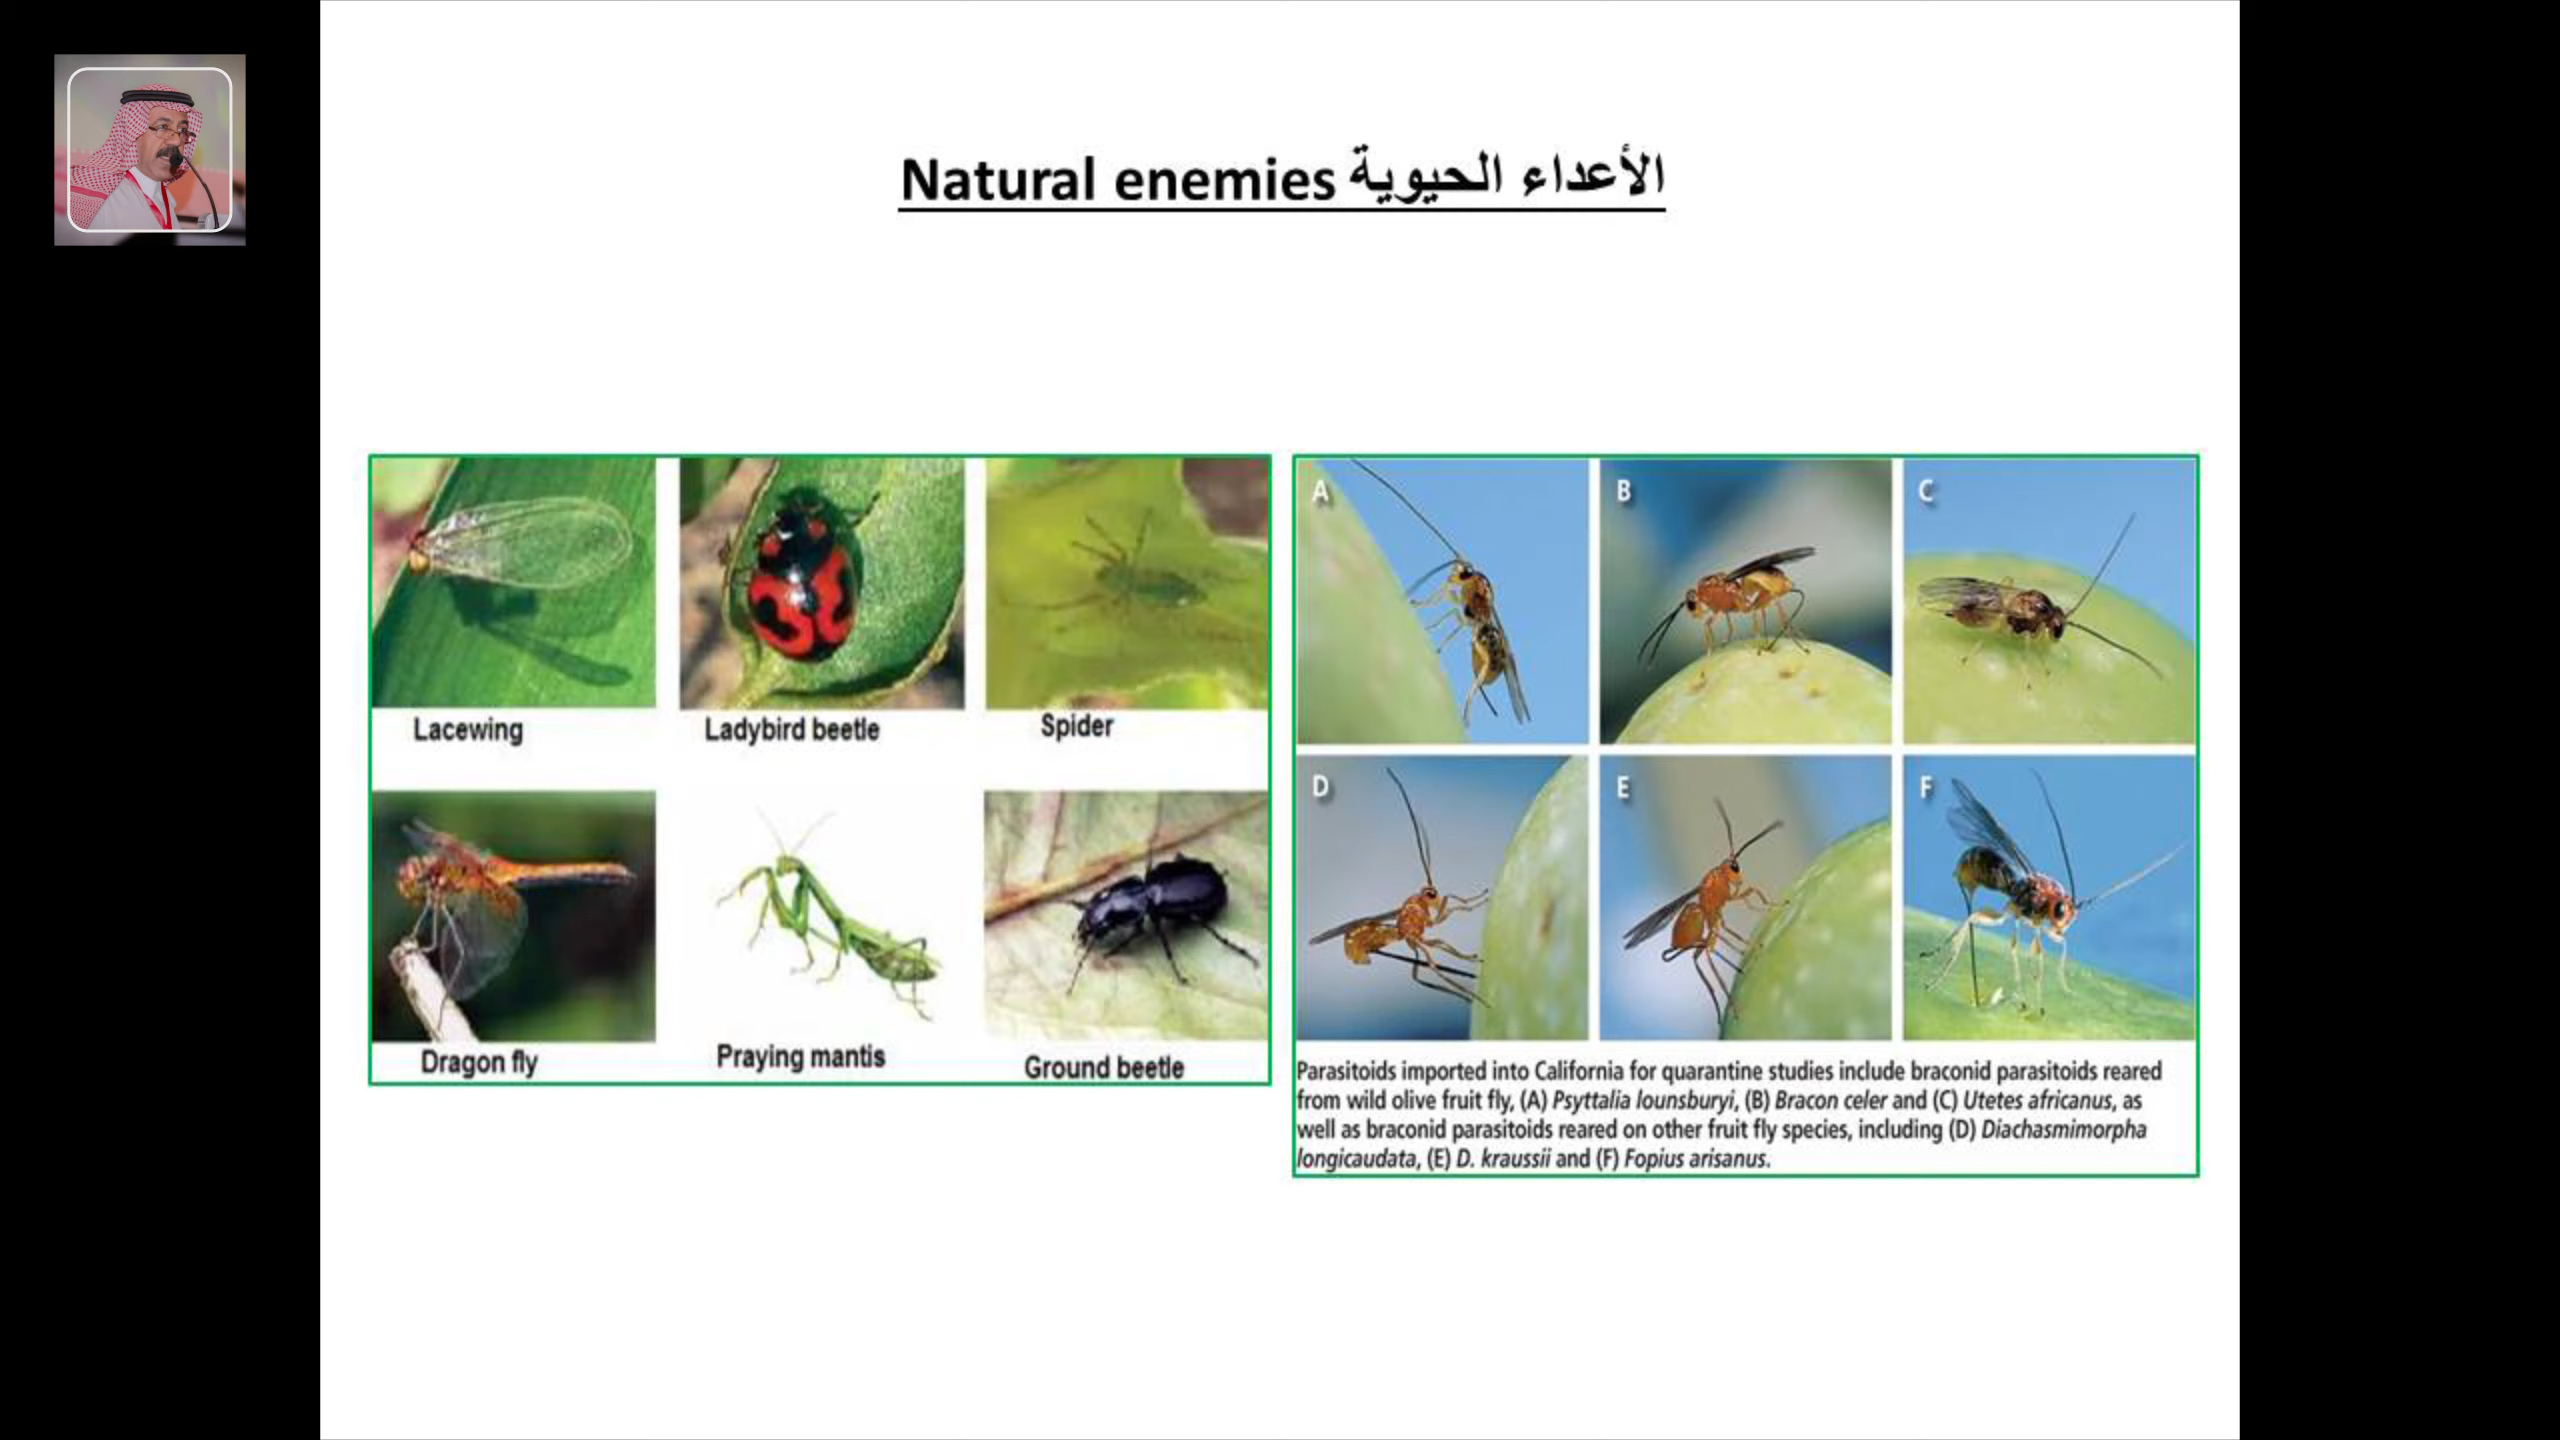 Natural enemies الأعداء الحيوية
Lacewing
Ladybird beetle
Spider
Dragon fly
Praying mantis
Ground beetle
A
B
C
D
E
F
Parasitoids imported into California for quarantine studies include braconid parasitoids reared
from wild olive fruit fly, (A) Psyttalia lounsburyi, (B) Bracon celer and (C) Utetes africanus, as
well as braconid parasitoids reared on other fruit fly species, including (D) Diachasmimorpha
longicaudata, (E) D. kraussii and (F) Fopius arisanus.